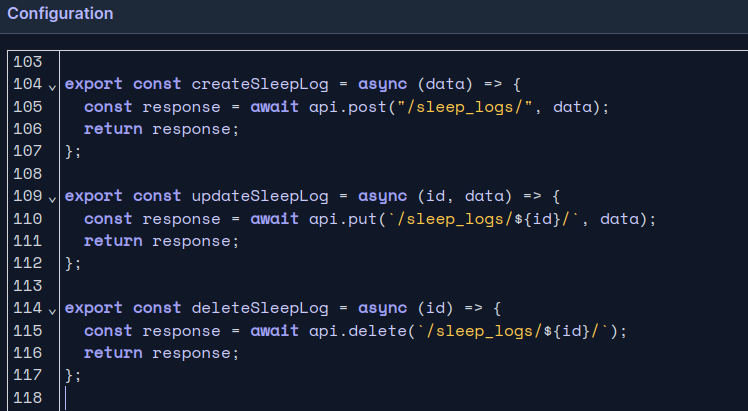 Configuration
103
104 export const createSleepLog = async (data) => {
105   const response = await api.post("/sleep_logs/", data);
106   return response;
107 };
108
109 export const updateSleepLog = async (id, data) => {
110   const response = await api.put(`/sleep_logs/${id}/`, data);
111   return response;
112 };
113
114 export const deleteSleepLog = async (id) => {
115   const response = await api.delete(`/sleep_logs/${id}/`);
116   return response;
117 };
118